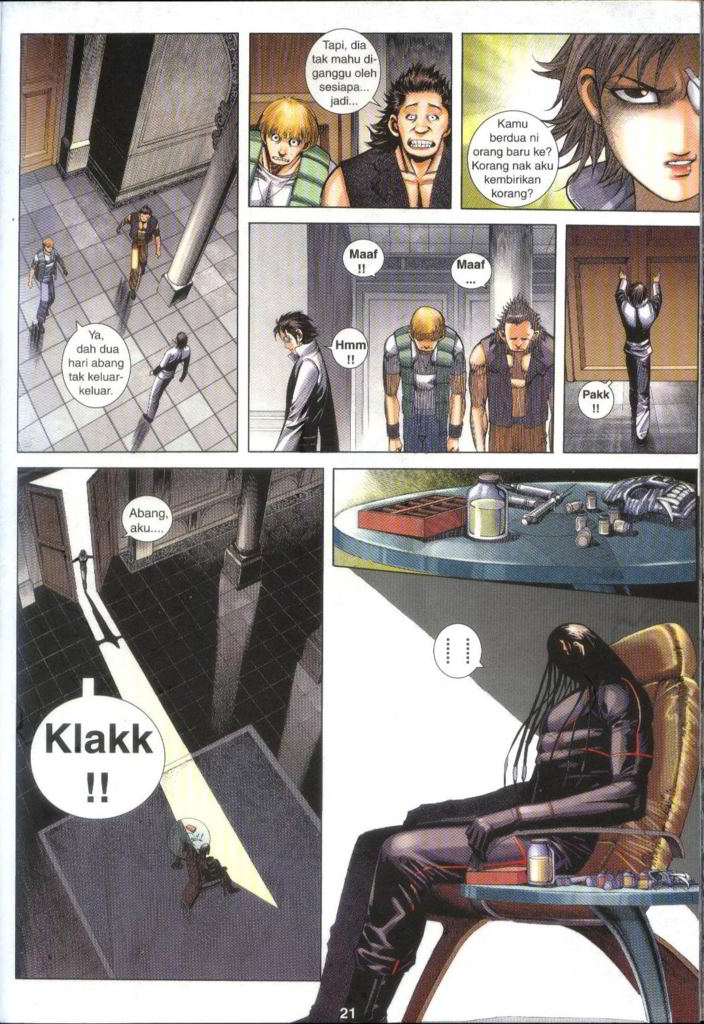 Ya,
dah dua
hari abang
tak keluar-
keluar.
Tapi, dia
tak mahu di-
ganggu oleh
sesiapa...
jadi...
Kamu
berdua ni
orang baru ke?
Korang nak aku
kembirikan
korang?
Hmm
!!
Maaf
!!
Maaf
...
Pakk
!!
Abang,
aku....
Klakk
!!
21